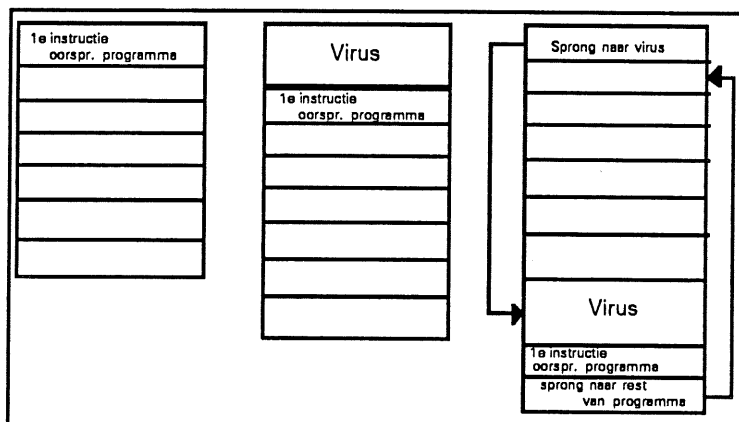 1e instructie
oorspr. programma
Virus
1e instructie
oorspr. programma
Sprong naar virus
Virus
1e instructie
oorspr. programma
sprong naar rest
van programma